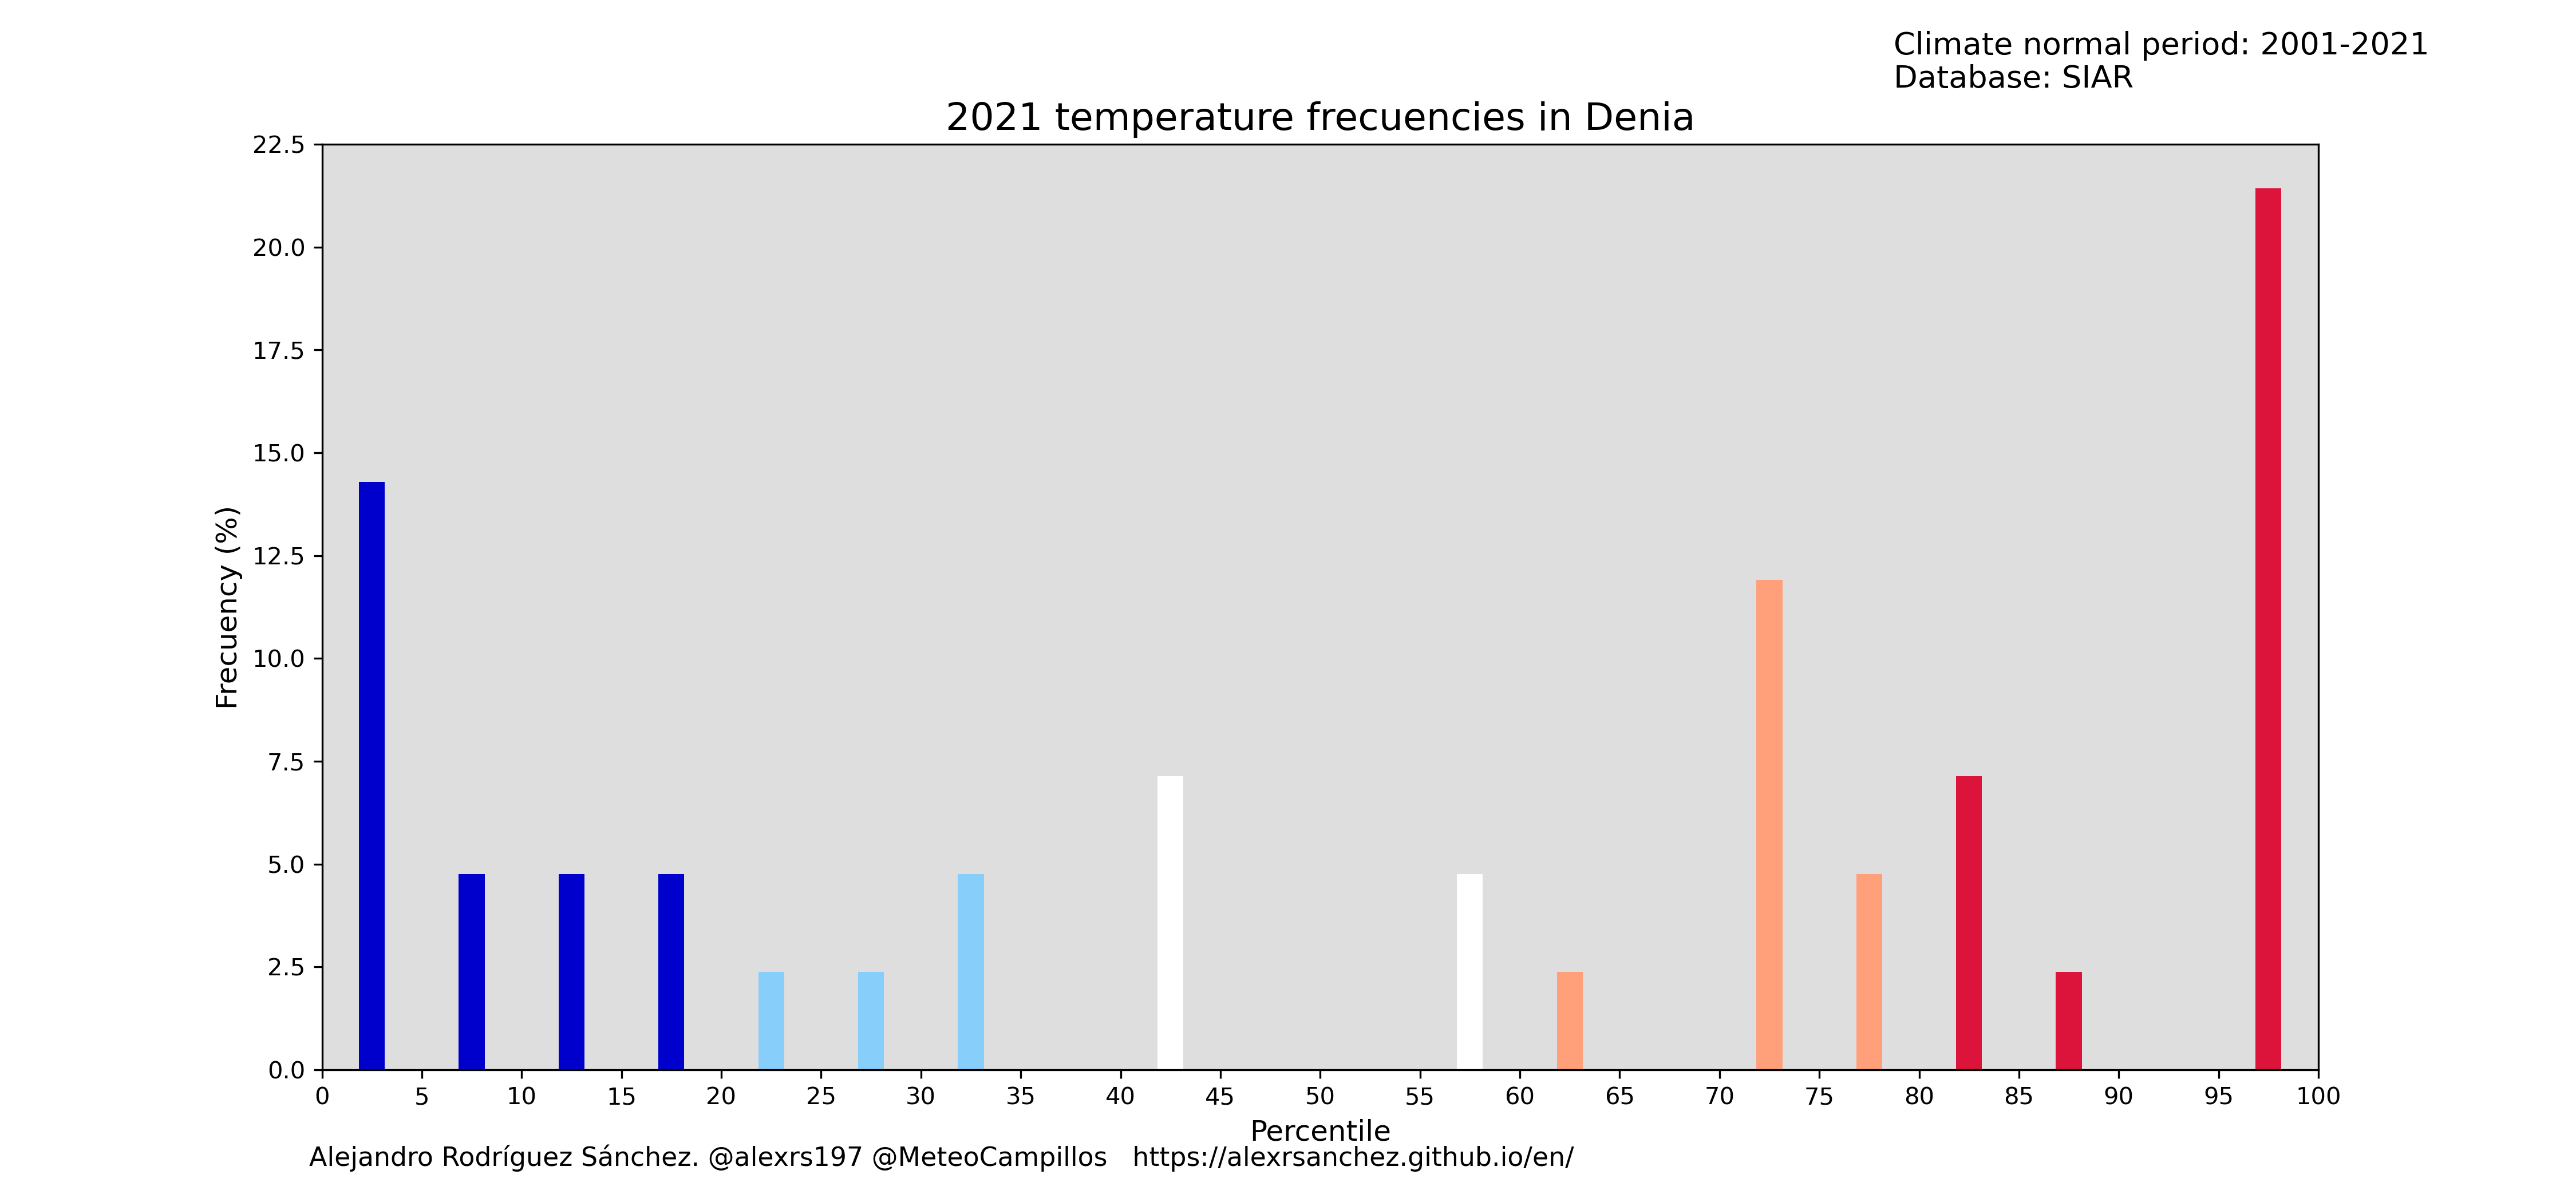 Climate normal period: 2001-2021
Database: SIAR
2021 temperature frecuencies in Denia
22.5
20.0
17.5
15.0
12.5
10.0
7.5
5.0
2.5
0.0
Frecuency (%)
0 5 10 15 20 25 30 35 40 45 50 55 60 65 70 75 80 85 90 95 100
Percentile
Alejandro Rodríguez Sánchez. @alexrs197 @MeteoCampillos https://alexrsanchez.github.io/en/